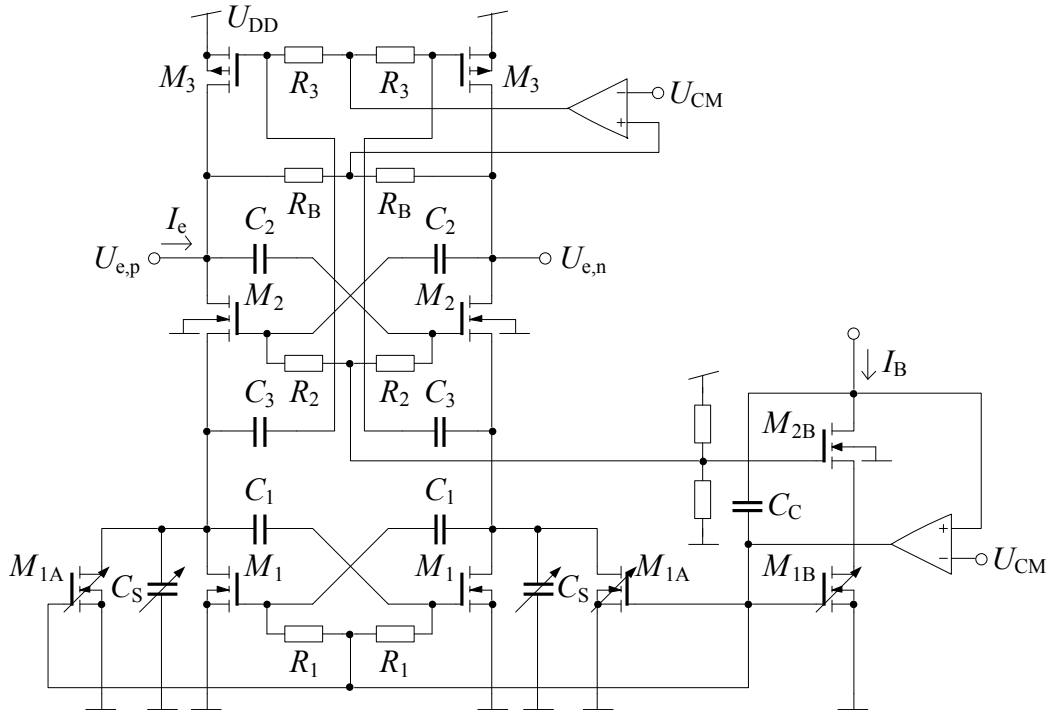 U_DD
M_3 R_3 R_3 M_3
U_CM
− +
R_B R_B
I_e C_2 C_2
U_e,p U_e,n
M_2 M_2
R_2 R_2
I_B
C_3 C_3
M_2B
C_1 C_1
C_C
+ −
U_CM
M_1A C_S M_1 M_1 C_S M_1A M_1B
R_1 R_1